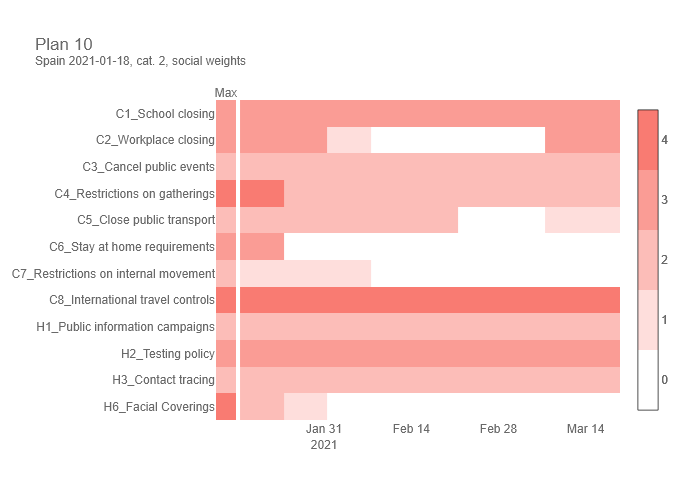 Plan 10
Spain 2021-01-18, cat. 2, social weights
Max
C1_School closing
C2_Workplace closing
C3_Cancel public events
C4_Restrictions on gatherings
C5_Close public transport
C6_Stay at home requirements
C7_Restrictions on internal movement
C8_International travel controls
H1_Public information campaigns
H2_Testing policy
H3_Contact tracing
H6_Facial Coverings
Jan 31 Feb 14 Feb 28 Mar 14
2021
4
3
2
1
0